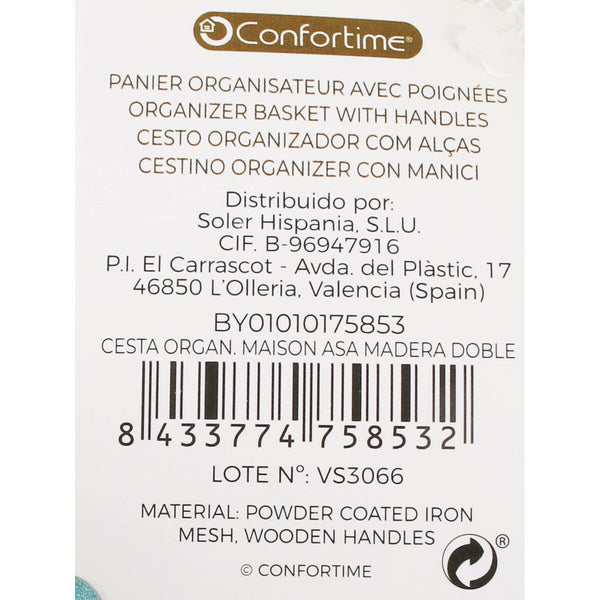 Confortime®
PANIER ORGANISATEUR AVEC POIGNÉES
ORGANIZER BASKET WITH HANDLES
CESTO ORGANIZADOR COM ALÇAS
CESTINO ORGANIZER CON MANICI
Distribuido por:
Soler Hispania, S.L.U.
CIF. B-96947916
P.I. El Carrascot - Avda. del Plàstic, 17
46850 L'Olleria, Valencia (Spain)
BY01010175853
CESTA ORGAN. MAISON ASA MADERA DOBLE
8 433774 758532
LOTE Nº: VS3066
MATERIAL: POWDER COATED IRON
MESH, WOODEN HANDLES
®
© CONFORTIME